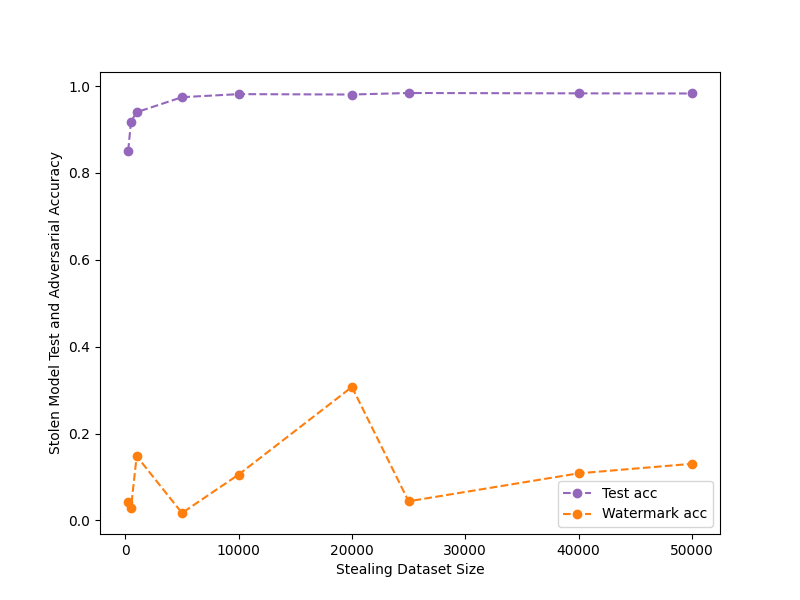 1.0
0.8
0.6
0.4
0.2
0.0
Stolen Model Test and Adversarial Accuracy
Test acc
Watermark acc
0 10000 20000 30000 40000 50000
Stealing Dataset Size